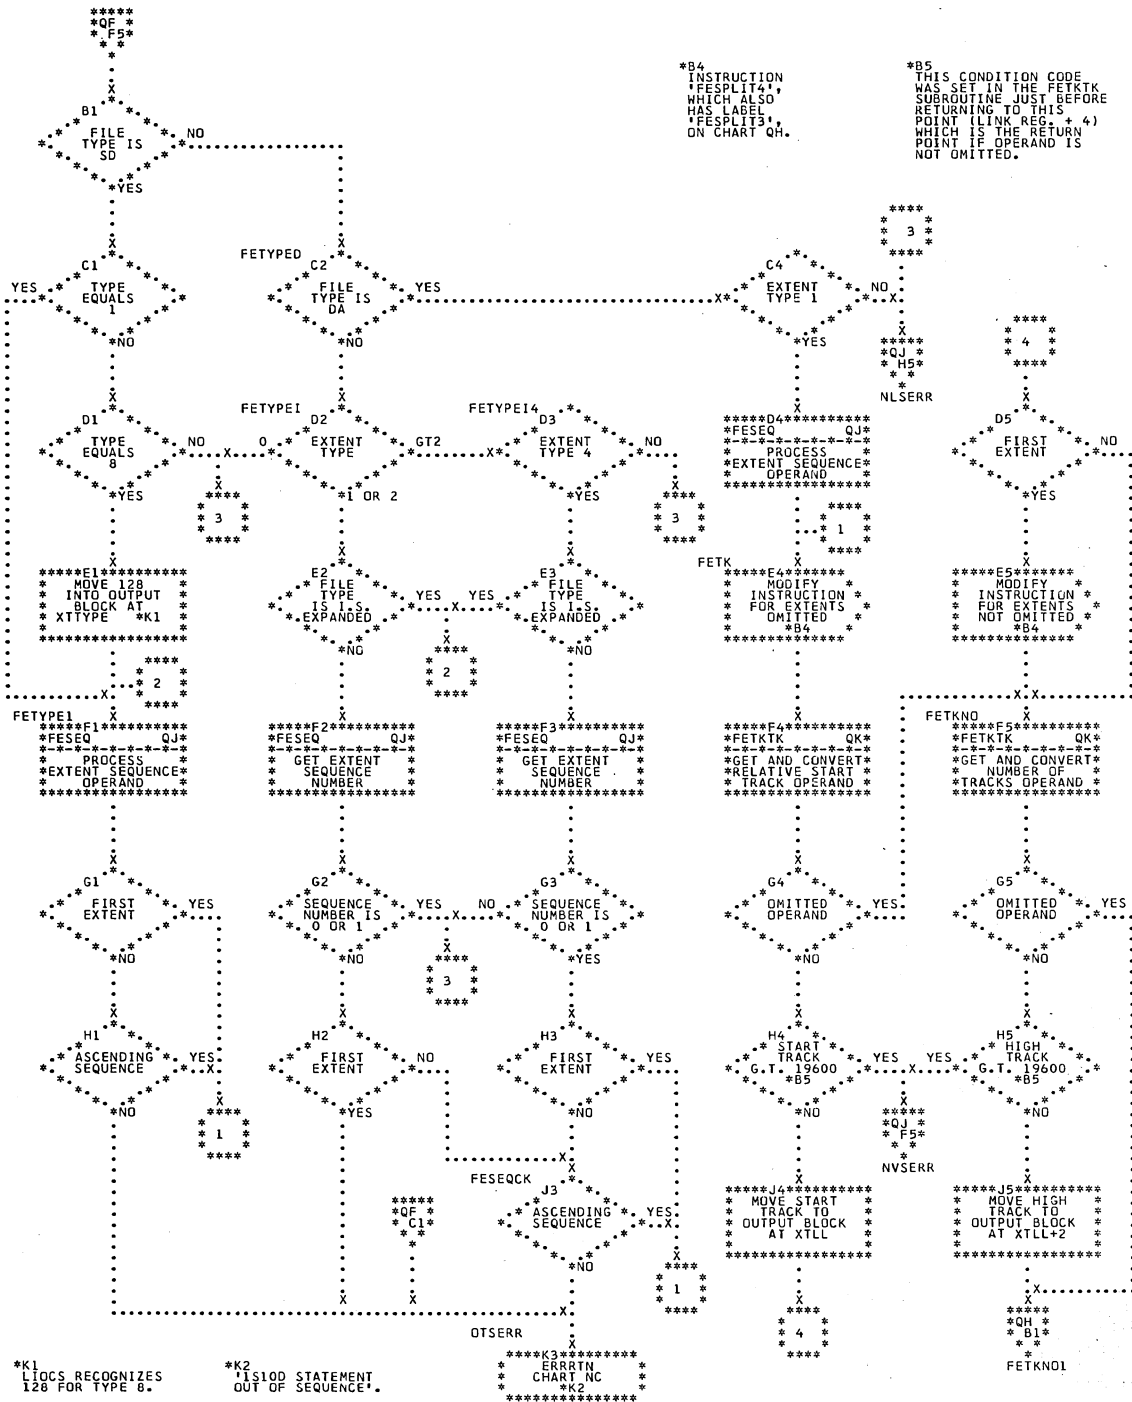 QF
F5
*B4
INSTRUCTION
'FESPLIT4',
WHICH ALSO
HAS LABEL
'FESPLIT3',
ON CHART QH.
*B5
THIS CONDITION CODE
WAS SET IN THE FETKTK
SUBROUTINE JUST BEFORE
RETURNING TO THIS
POINT (LINK REG. + 4)
WHICH IS THE RETURN
POINT IF OPERAND IS
NOT OMITTED.
B1
FILE
TYPE IS
SD
NO
YES
3
C1
TYPE
EQUALS
1
YES
NO
FETYPED
C2
FILE
TYPE IS
DA
YES
NO
C4
EXTENT
TYPE 1
NO
YES
QJ
H5
NLSERR
4
D1
TYPE
EQUALS
8
NO
YES
3
FETYPEI
D2
EXTENT
TYPE
0
GT2
1 OR 2
FETYPEI4
D3
EXTENT
TYPE 4
NO
YES
3
D4
FESEQ QJ
PROCESS
EXTENT SEQUENCE
OPERAND
1
D5
FIRST
EXTENT
NO
YES
E1
MOVE 128
INTO OUTPUT
BLOCK AT
XTTYPE *K1
2
E2
FILE
TYPE
IS I.S.
EXPANDED
YES
NO
2
E3
FILE
TYPE
IS I.S.
EXPANDED
YES
NO
FETK
E4
MODIFY
INSTRUCTION
FOR EXTENTS
OMITTED
*B4
E5
MODIFY
INSTRUCTION
FOR EXTENTS
NOT OMITTED
*B4
FETYPE1
F1
FESEQ QJ
PROCESS
EXTENT SEQUENCE
OPERAND
F2
FESEQ QJ
GET EXTENT
SEQUENCE
NUMBER
F3
FESEQ QJ
GET EXTENT
SEQUENCE
NUMBER
F4
FETKTK QK
GET AND CONVERT
RELATIVE START
TRACK OPERAND
FETKNO
F5
FETKTK QK
GET AND CONVERT
NUMBER OF
TRACKS OPERAND
G1
FIRST
EXTENT
YES
NO
G2
SEQUENCE
NUMBER IS
0 OR 1
YES
NO
3
G3
SEQUENCE
NUMBER IS
0 OR 1
NO
YES
G4
OMITTED
OPERAND
YES
NO
G5
OMITTED
OPERAND
YES
NO
H1
ASCENDING
SEQUENCE
YES
NO
1
H2
FIRST
EXTENT
NO
YES
H3
FIRST
EXTENT
YES
NO
H4
START
TRACK
G.T. 19600
*B5
YES
NO
QJ
F5
NVSERR
H5
HIGH
TRACK
G.T. 19600
*B5
YES
NO
QF
C1
FESEQCK
J3
ASCENDING
SEQUENCE
YES
NO
1
J4
MOVE START
TRACK TO
OUTPUT BLOCK
AT XTLL
4
J5
MOVE HIGH
TRACK TO
OUTPUT BLOCK
AT XTLL+2
QH
B1
FETKNO1
OTSERR
K3
ERRRTN
CHART NC
*K2
*K1
LIOCS RECOGNIZES
128 FOR TYPE 8.
*K2
'IS10D STATEMENT
OUT OF SEQUENCE'.